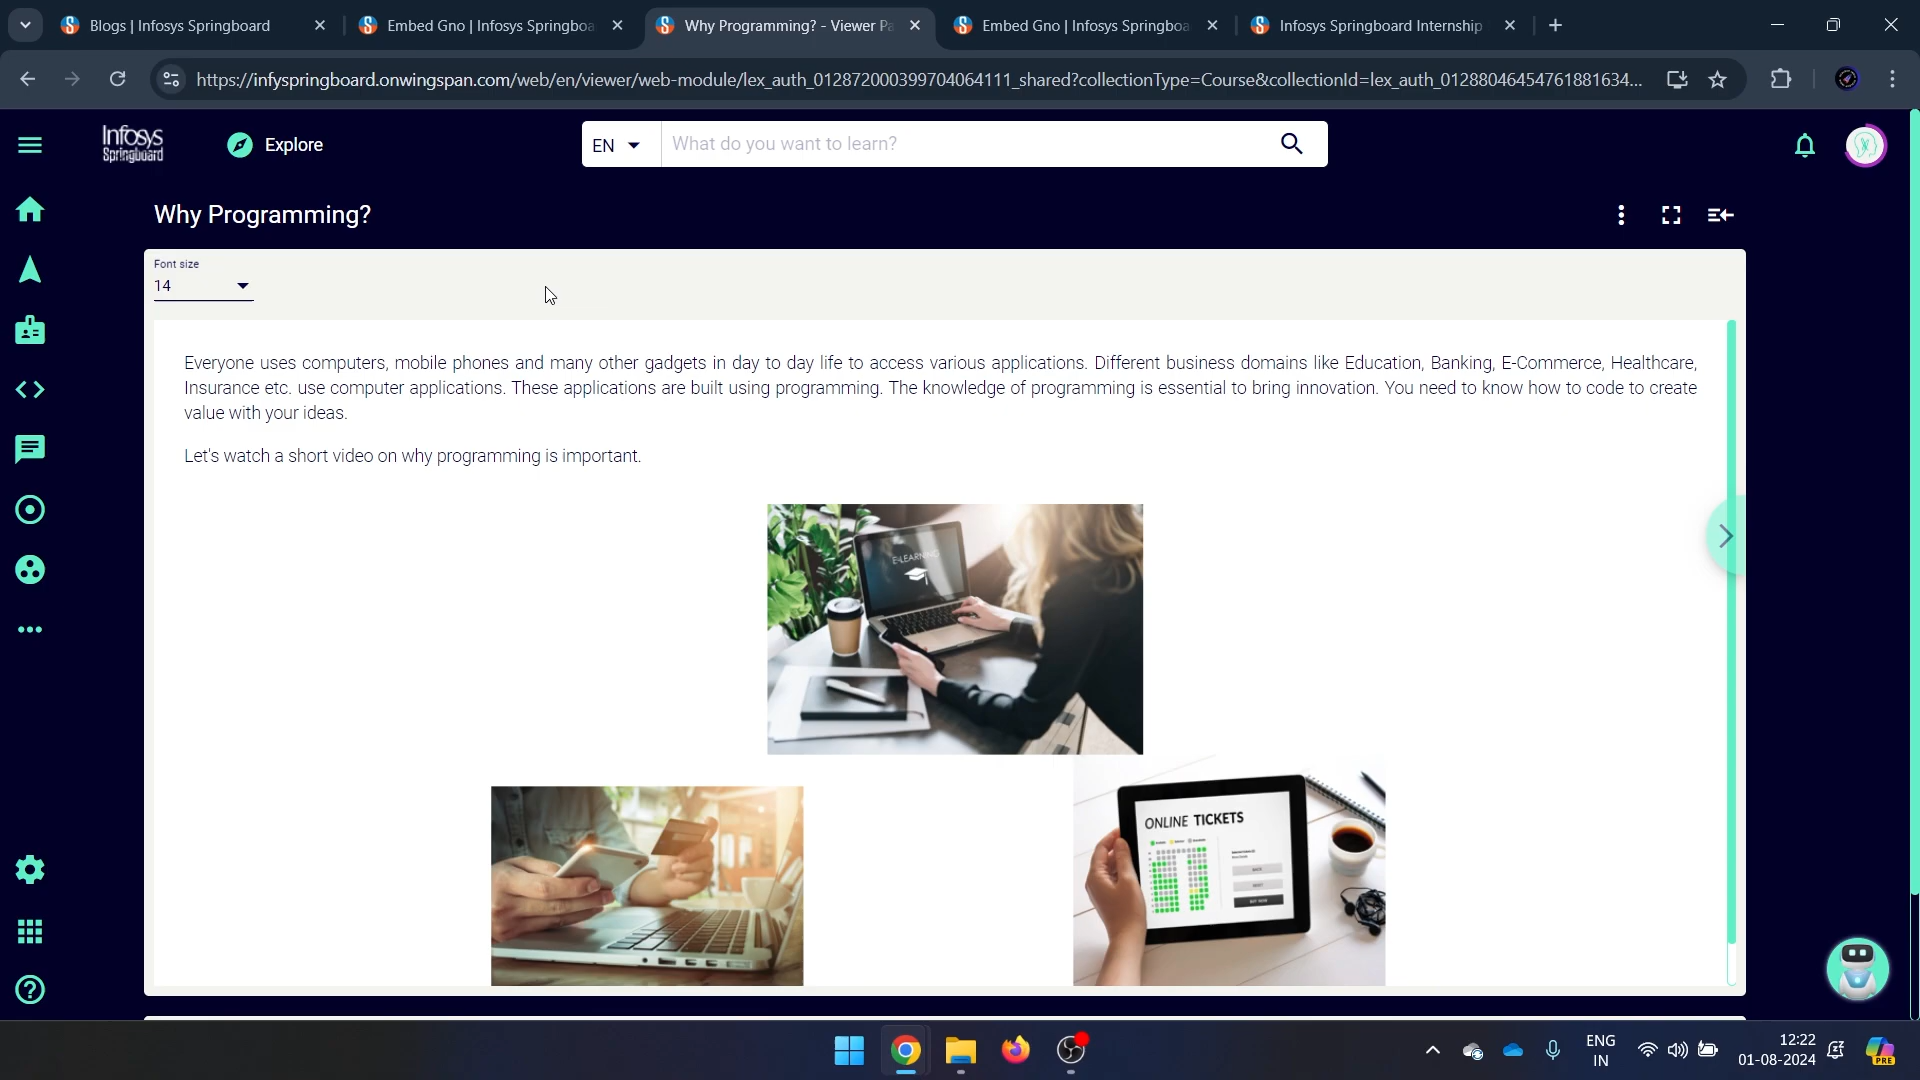 Blogs | Infosys Springboard
Embed Gno | Infosys Springboa
Why Programming? - Viewer Pa
Embed Gno | Infosys Springboa
Infosys Springboard Internship
https://infyspringboard.onwingspan.com/web/en/viewer/web-module/lex_auth_012872000399704064111_shared?collectionType=Course&collectionId=lex_auth_01288046454761881634...
Infosys
Springboard
Explore
EN
What do you want to learn?
Why Programming?
Font size
14
Everyone uses computers, mobile phones and many other gadgets in day to day life to access various applications. Different business domains like Education, Banking, E-Commerce, Healthcare,
Insurance etc. use computer applications. These applications are built using programming. The knowledge of programming is essential to bring innovation. You need to know how to code to create
value with your ideas.
Let's watch a short video on why programming is important.
E-LEARNING
ONLINE TICKETS
BUY NOW
ENG
IN
12:22
01-08-2024
PRE